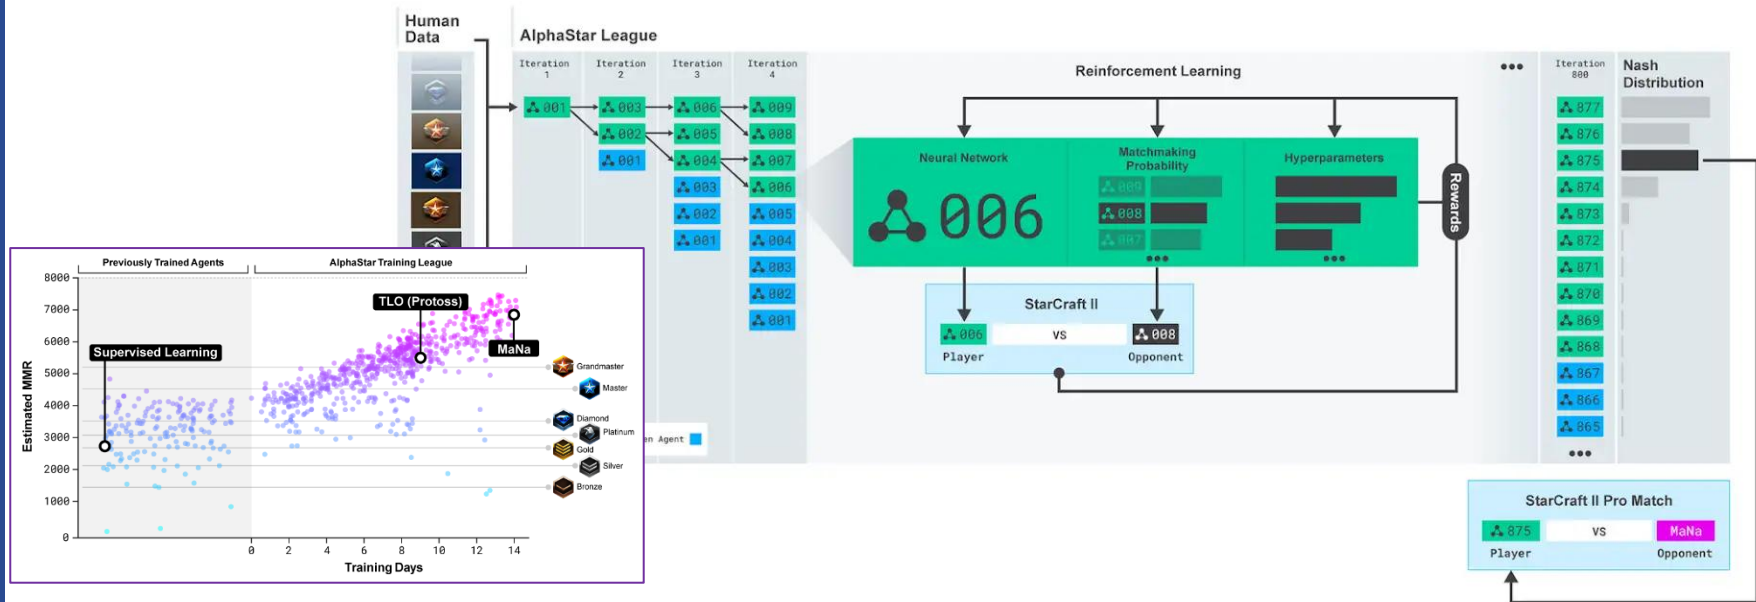 Human
Data
AlphaStar League
Iteration
1
Iteration
2
Iteration
3
Iteration
4
Reinforcement Learning
•••
Iteration
800
Nash
Distribution
001
003
006
009
002
005
008
001
004
007
003
006
002
005
001
004
003
002
001
Neural Network
006
Matchmaking
Probability
009
008
007
•••
Hyperparameters
•••
Rewards
StarCraft II
006
vs
008
Player
Opponent
en Agent
877
876
875
874
873
872
871
870
869
868
867
866
865
•••
StarCraft II Pro Match
875
vs
MaNa
Player
Opponent
Previously Trained Agents
AlphaStar Training League
Estimated MMR
8000
7000
6000
5000
4000
3000
2000
1000
0
Supervised Learning
TLO (Protoss)
MaNa
Grandmaster
Master
Diamond
Platinum
Gold
Silver
Bronze
0 2 4 6 8 10 12 14
Training Days